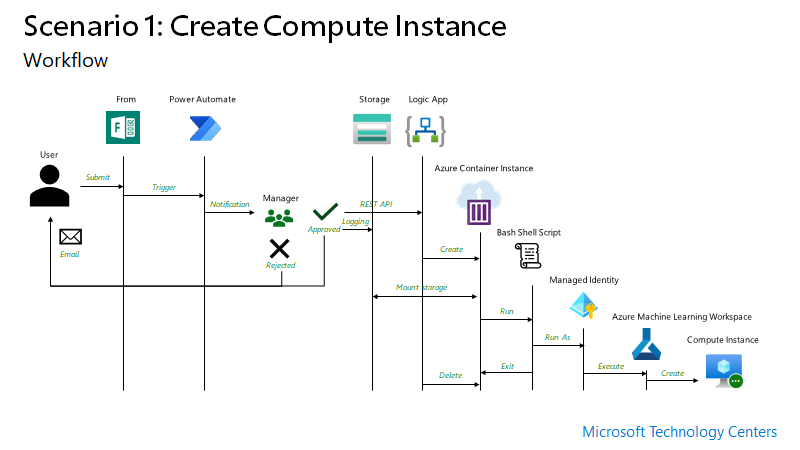 Scenario 1: Create Compute Instance
Workflow
From
Power Automate
Storage
Logic App
User
Azure Container Instance
Submit
Trigger
Manager
Notification
REST API
Logging
Approved
Bash Shell Script
Email
Rejected
Create
Managed Identity
Mount storage
Run
Azure Machine Learning Workspace
Run As
Compute Instance
Delete
Exit
Execute
Create
Microsoft Technology Centers